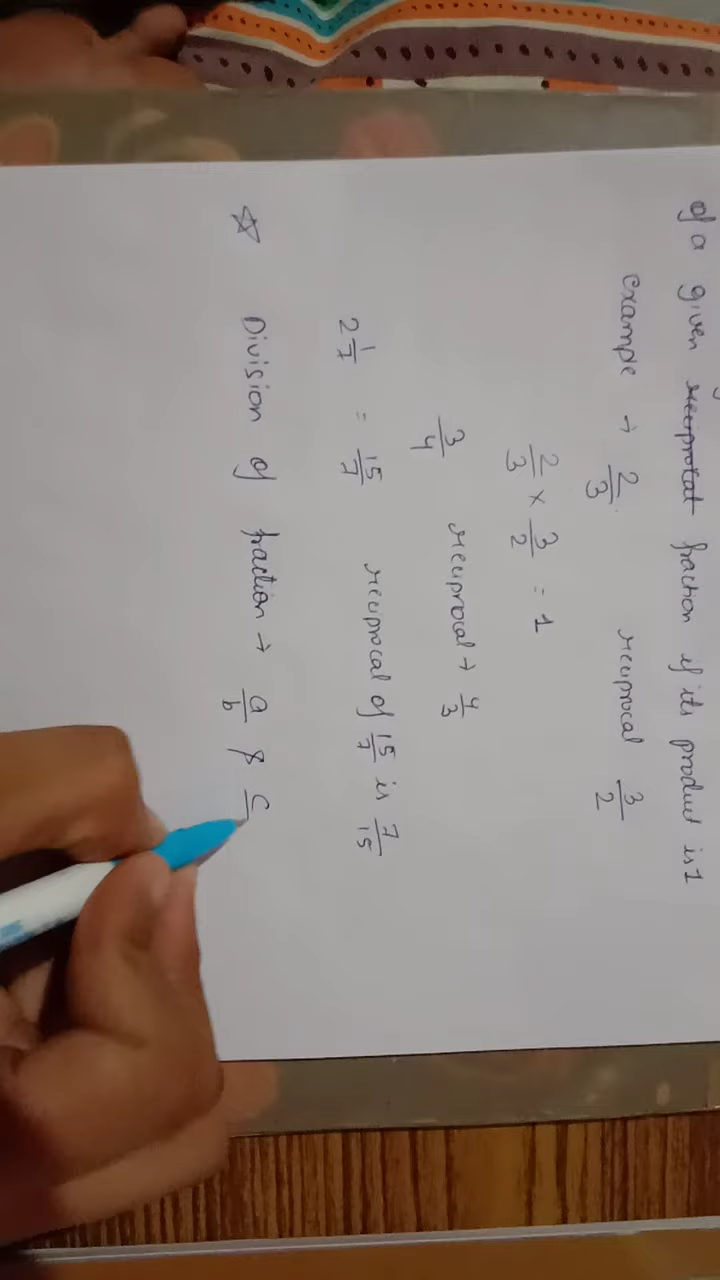 of a given reciprocal fraction if its product is 1
example → 2/3 reciprocal 3/2
2/3 × 3/2 = 1
3/4 reciprocal → 4/3
2 1/7 = 15/7 reciprocal of 15/7 is 7/15
☆ Division of fraction → a/b & c/